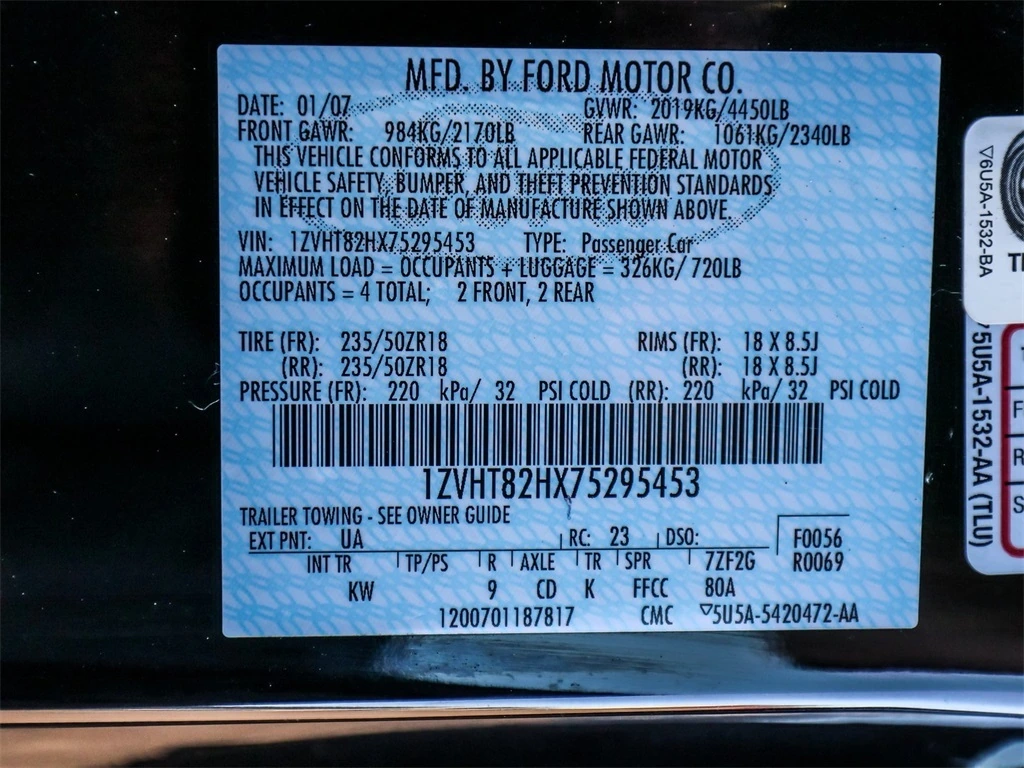 MFD. BY FORD MOTOR CO.
DATE: 01/07 GVWR: 2019KG/4450LB
FRONT GAWR: 984KG/2170LB REAR GAWR: 1061KG/2340LB
THIS VEHICLE CONFORMS TO ALL APPLICABLE FEDERAL MOTOR
VEHICLE SAFETY, BUMPER, AND THEFT PREVENTION STANDARDS
IN EFFECT ON THE DATE OF MANUFACTURE SHOWN ABOVE.
VIN: 1ZVHT82HX75295453 TYPE: Passenger Car
MAXIMUM LOAD = OCCUPANTS + LUGGAGE = 326KG/ 720LB
OCCUPANTS = 4 TOTAL; 2 FRONT, 2 REAR
TIRE (FR): 235/50ZR18 RIMS (FR): 18 X 8.5J
(RR): 235/50ZR18 (RR): 18 X 8.5J
PRESSURE (FR): 220 kPa/ 32 PSI COLD (RR): 220 kPa/ 32 PSI COLD
1ZVHT82HX75295453
TRAILER TOWING - SEE OWNER GUIDE
EXT PNT: UA RC: 23 DSO: F0056
INT TR TP/PS R AXLE TR SPR 7ZF2G R0069
KW 9 CD K FFCC 80A
1200701187817 CMC ▽5U5A-5420472-AA
▽6U5A-1532-BA
5U5A-1532-AA (TLU)